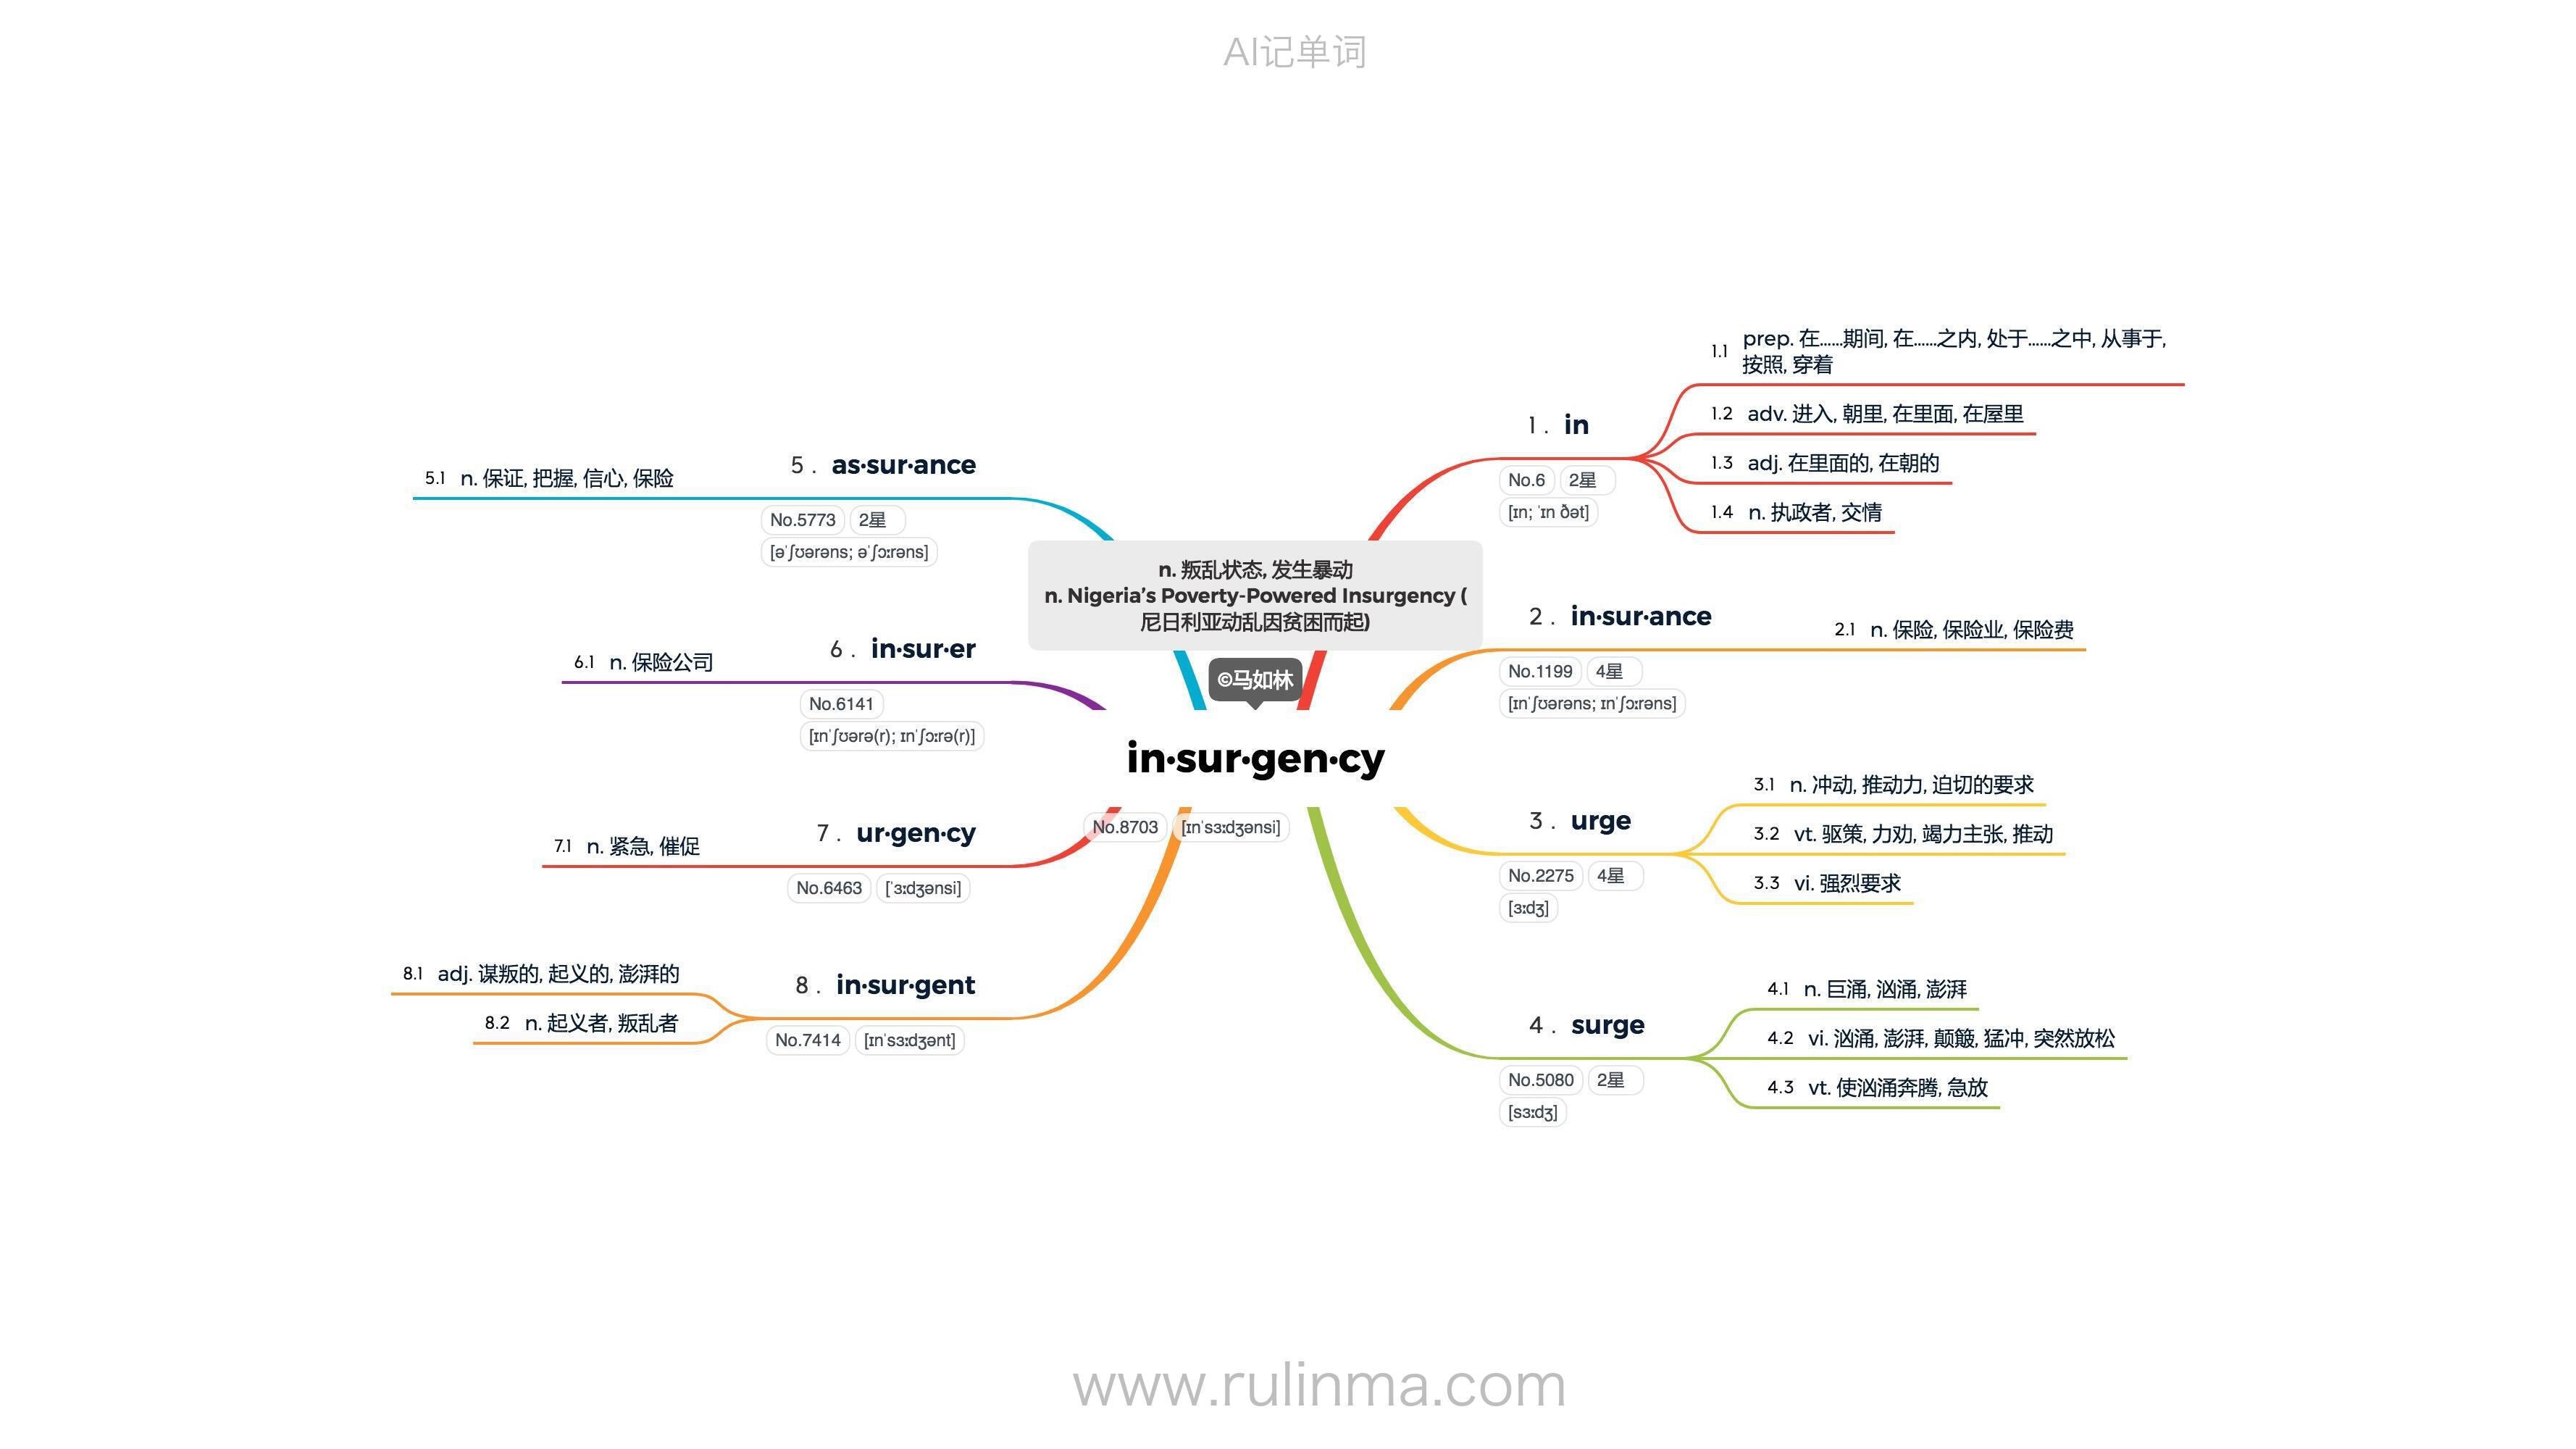 AI记单词
n. 叛乱状态, 发生暴动
n. Nigeria’s Poverty-Powered Insurgency (
尼日利亚动乱因贫困而起)
©马如林
in·sur·gen·cy
No.8703 [ɪnˈsɜːdʒənsi]
1. in
No.6 2星
[ɪn; ˈɪn ðət]
1.1 prep. 在……期间, 在……之内, 处于……之中, 从事于,
按照, 穿着
1.2 adv. 进入, 朝里, 在里面, 在屋里
1.3 adj. 在里面的, 在朝的
1.4 n. 执政者, 交情
2. in·sur·ance
No.1199 4星
[ɪnˈʃʊərəns; ɪnˈʃɔːrəns]
2.1 n. 保险, 保险业, 保险费
3. urge
No.2275 4星
[ɜːdʒ]
3.1 n. 冲动, 推动力, 迫切的要求
3.2 vt. 驱策, 力劝, 竭力主张, 推动
3.3 vi. 强烈要求
4. surge
No.5080 2星
[sɜːdʒ]
4.1 n. 巨涌, 汹涌, 澎湃
4.2 vi. 汹涌, 澎湃, 颠簸, 猛冲, 突然放松
4.3 vt. 使汹涌奔腾, 急放
5. as·sur·ance
No.5773 2星
[əˈʃʊərəns; əˈʃɔːrəns]
5.1 n. 保证, 把握, 信心, 保险
6. in·sur·er
No.6141
[ɪnˈʃʊərə(r); ɪnˈʃɔːrə(r)]
6.1 n. 保险公司
7. ur·gen·cy
No.6463 [ˈɜːdʒənsi]
7.1 n. 紧急, 催促
8. in·sur·gent
No.7414 [ɪnˈsɜːdʒənt]
8.1 adj. 谋叛的, 起义的, 澎湃的
8.2 n. 起义者, 叛乱者
www.rulinma.com